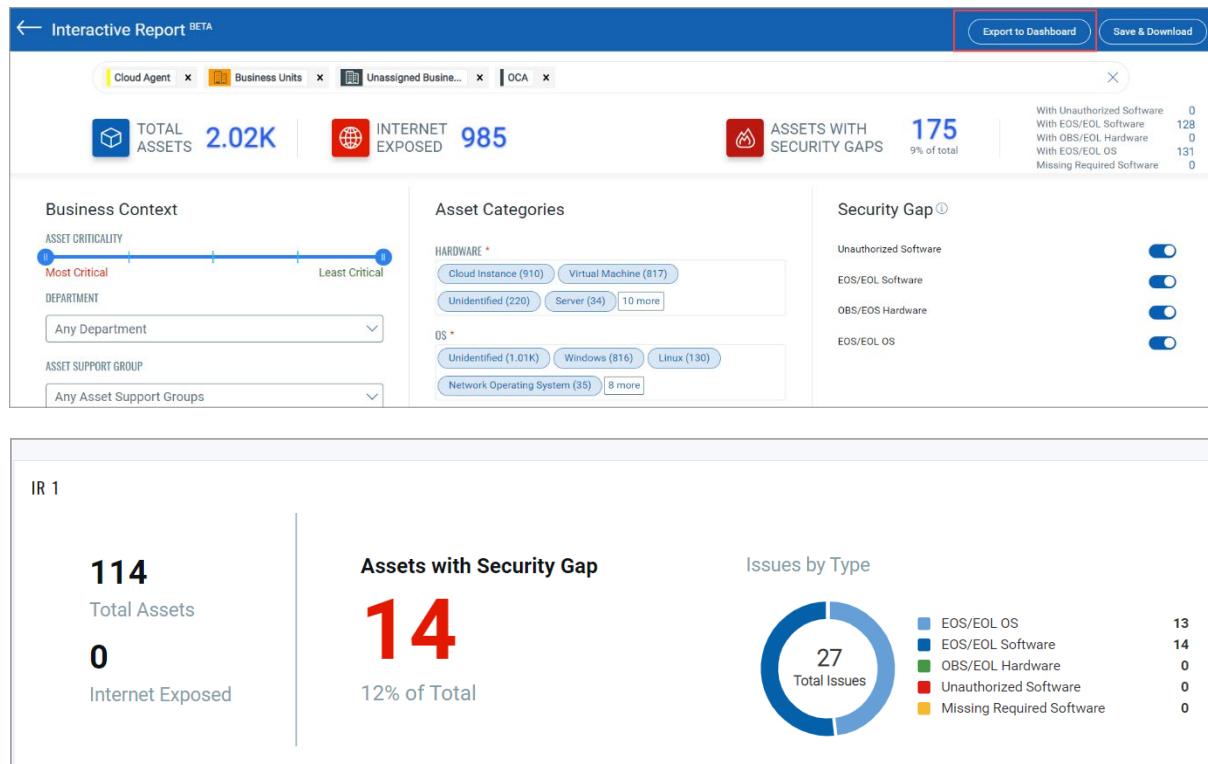 Interactive Report BETA
Export to Dashboard
Save & Download
Cloud Agent x
Business Units x
Unassigned Busine... x
OCA x
TOTAL ASSETS 2.02K
INTERNET EXPOSED 985
ASSETS WITH SECURITY GAPS 175
9% of total
With Unauthorized Software 0
With EOS/EOL Software 128
With OBS/EOL Hardware 0
With EOS/EOL OS 131
Missing Required Software 0
Business Context
ASSET CRITICALITY
Most Critical Least Critical
DEPARTMENT
Any Department
ASSET SUPPORT GROUP
Any Asset Support Groups
Asset Categories
HARDWARE *
Cloud Instance (910) Virtual Machine (817)
Unidentified (220) Server (34) 10 more
OS *
Unidentified (1.01K) Windows (816) Linux (130)
Network Operating System (35) 8 more
Security Gap
Unauthorized Software
EOS/EOL Software
OBS/EOS Hardware
EOS/EOL OS
IR 1
114
Total Assets
0
Internet Exposed
Assets with Security Gap
14
12% of Total
Issues by Type
27
Total Issues
EOS/EOL OS 13
EOS/EOL Software 14
OBS/EOL Hardware 0
Unauthorized Software 0
Missing Required Software 0